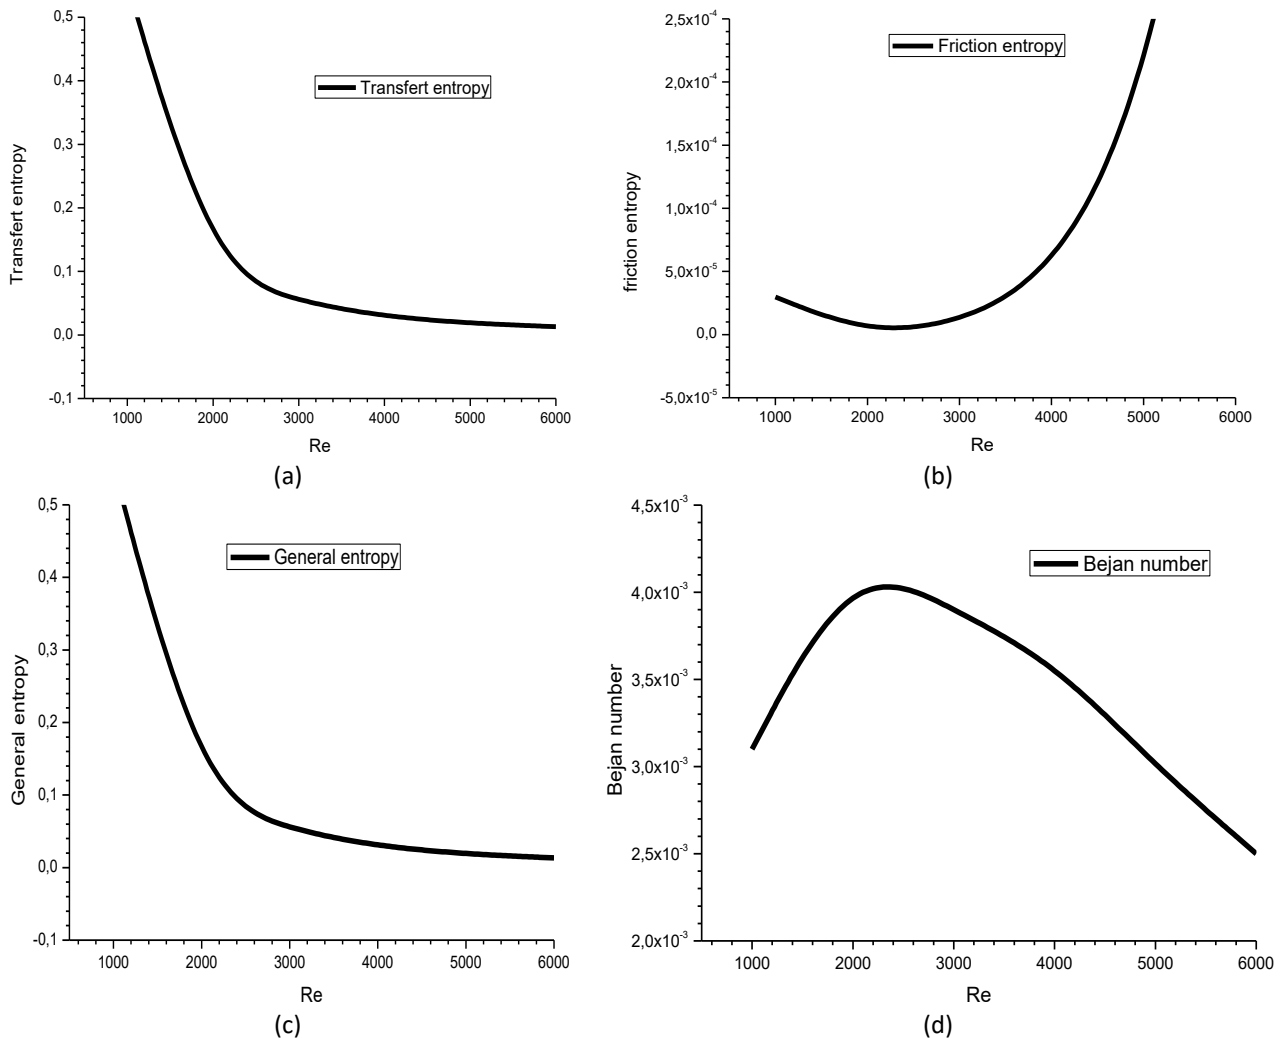 0,5
0,4
0,3
0,2
0,1
0,0
-0,1
Transfert entropy
Transfert entropy
1000 2000 3000 4000 5000 6000
Re
(a)
2,5x10⁻⁴
2,0x10⁻⁴
1,5x10⁻⁴
1,0x10⁻⁴
5,0x10⁻⁵
0,0
-5,0x10⁻⁵
friction entropy
Friction entropy
1000 2000 3000 4000 5000 6000
Re
(b)
0,5
0,4
0,3
0,2
0,1
0,0
-0,1
General entropy
General entropy
1000 2000 3000 4000 5000 6000
Re
(c)
4,5x10⁻³
4,0x10⁻³
3,5x10⁻³
3,0x10⁻³
2,5x10⁻³
2,0x10⁻³
Bejan number
Bejan number
1000 2000 3000 4000 5000 6000
Re
(d)